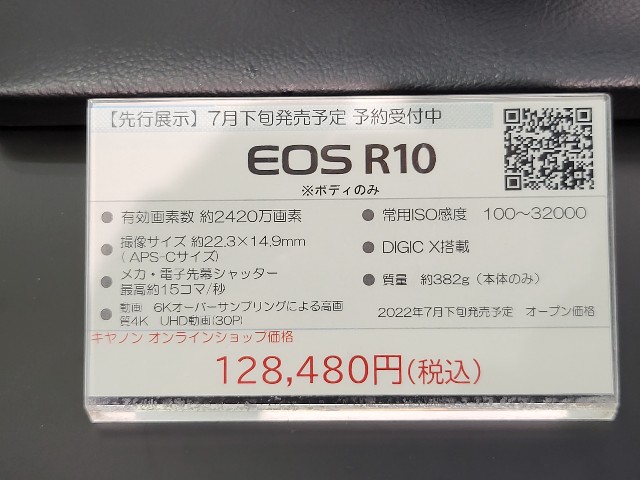 【先行展示】7月下旬発売予定 予約受付中
EOS R10
※ボディのみ
● 有効画素数 約2420万画素
● 撮像サイズ 約22.3×14.9mm
( APS-Cサイズ)
● メカ・電子先幕シャッター
最高約15コマ/秒
● 動画 6Kオーバーサンプリングによる高画
質4K UHD動画(30P)
● 常用ISO感度 100～32000
● DIGIC X搭載
● 質量 約382g（本体のみ）
2022年7月下旬発売予定 オープン価格
キヤノン オンラインショップ価格
128,480円(税込)